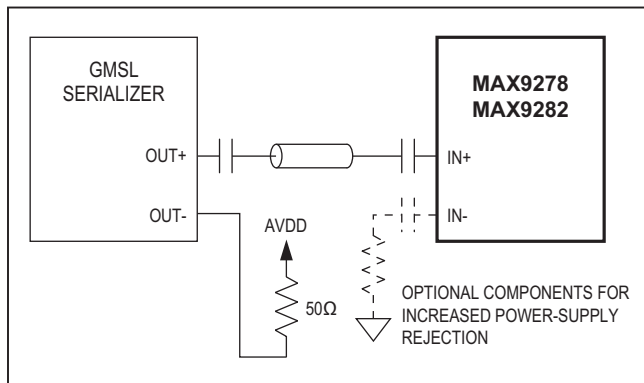 GMSL
SERIALIZER
MAX9278
MAX9282
OUT+
IN+
OUT-
IN-
AVDD
50Ω
OPTIONAL COMPONENTS FOR
INCREASED POWER-SUPPLY
REJECTION